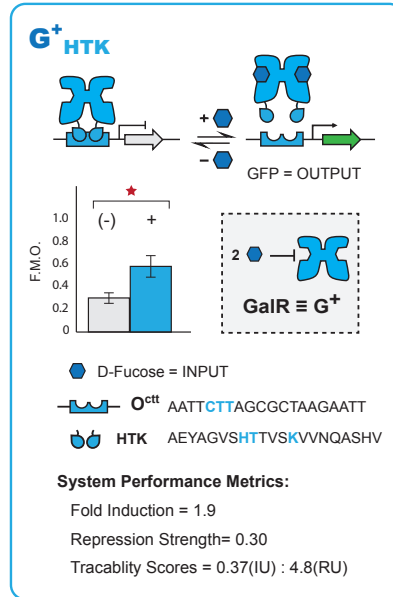 G+ HTK
+
−
GFP = OUTPUT
F.M.O.
1.0
0.8
0.6
0.4
0.2
0
(-) +
2
GalR ≡ G+
D-Fucose = INPUT
Octt AATTCTTAGCGCTAAGAATT
HTK AEYAGVSHTTVSKVVNQASHV
System Performance Metrics:
Fold Induction = 1.9
Repression Strength= 0.30
Tracablity Scores = 0.37(IU) : 4.8(RU)